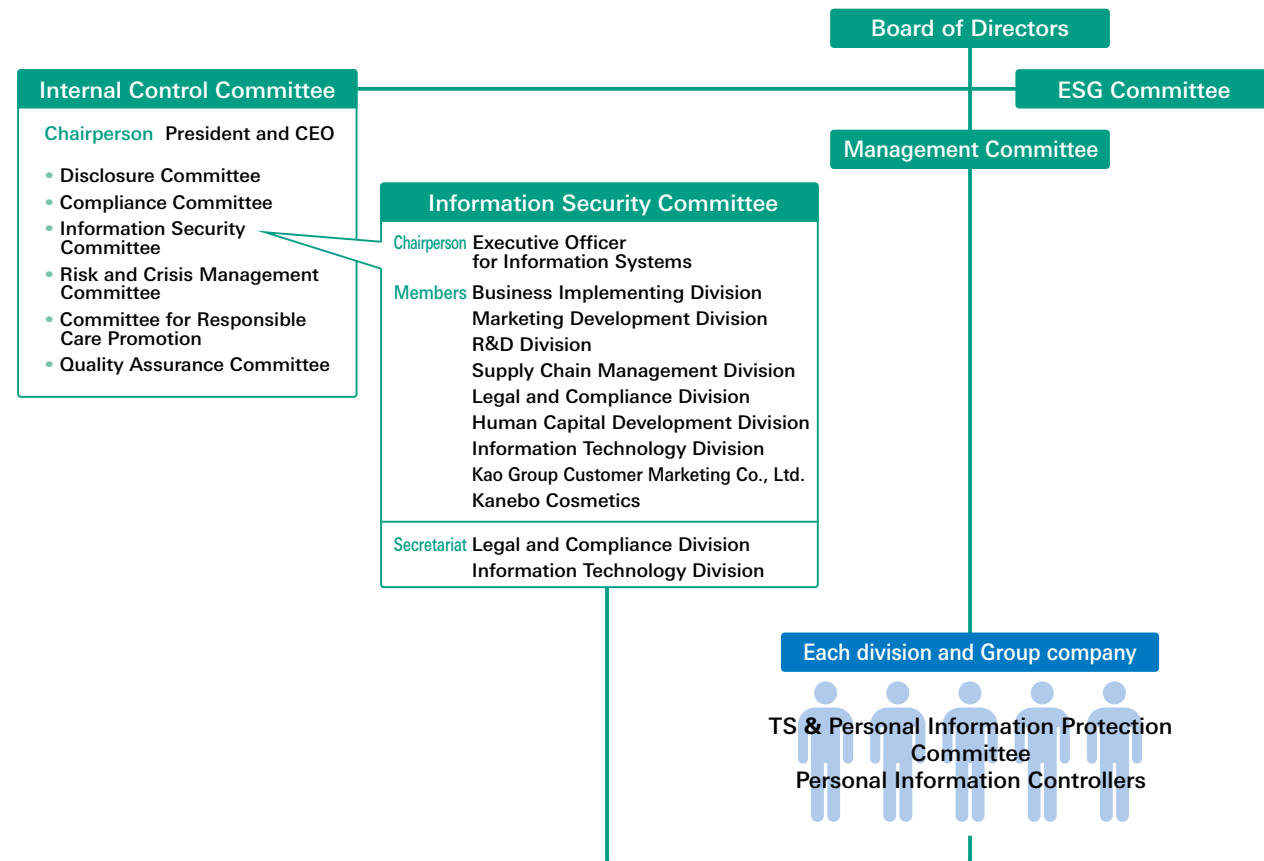 Board of Directors
Internal Control Committee
ESG Committee
Chairperson President and CEO
Management Committee
• Disclosure Committee
• Compliance Committee
• Information Security
Committee
• Risk and Crisis Management
Committee
• Committee for Responsible
Care Promotion
• Quality Assurance Committee
Information Security Committee
Chairperson Executive Officer
for Information Systems
Members Business Implementing Division
Marketing Development Division
R&D Division
Supply Chain Management Division
Legal and Compliance Division
Human Capital Development Division
Information Technology Division
Kao Group Customer Marketing Co., Ltd.
Kanebo Cosmetics
Secretariat Legal and Compliance Division
Information Technology Division
Each division and Group company
TS & Personal Information Protection
Committee
Personal Information Controllers